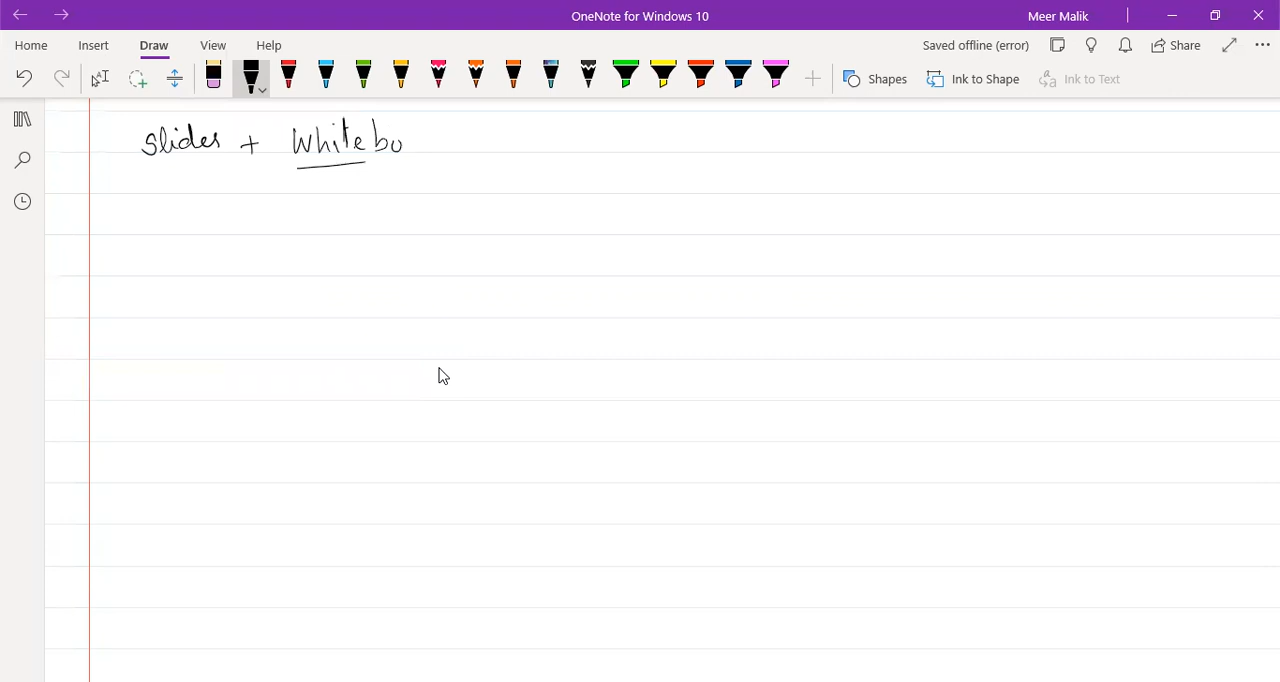 OneNote for Windows 10
Meer Malik
Home Insert Draw View Help
Saved offline (error)
Share
Shapes
Ink to Shape
Ink to Text
Slides + Whitebo